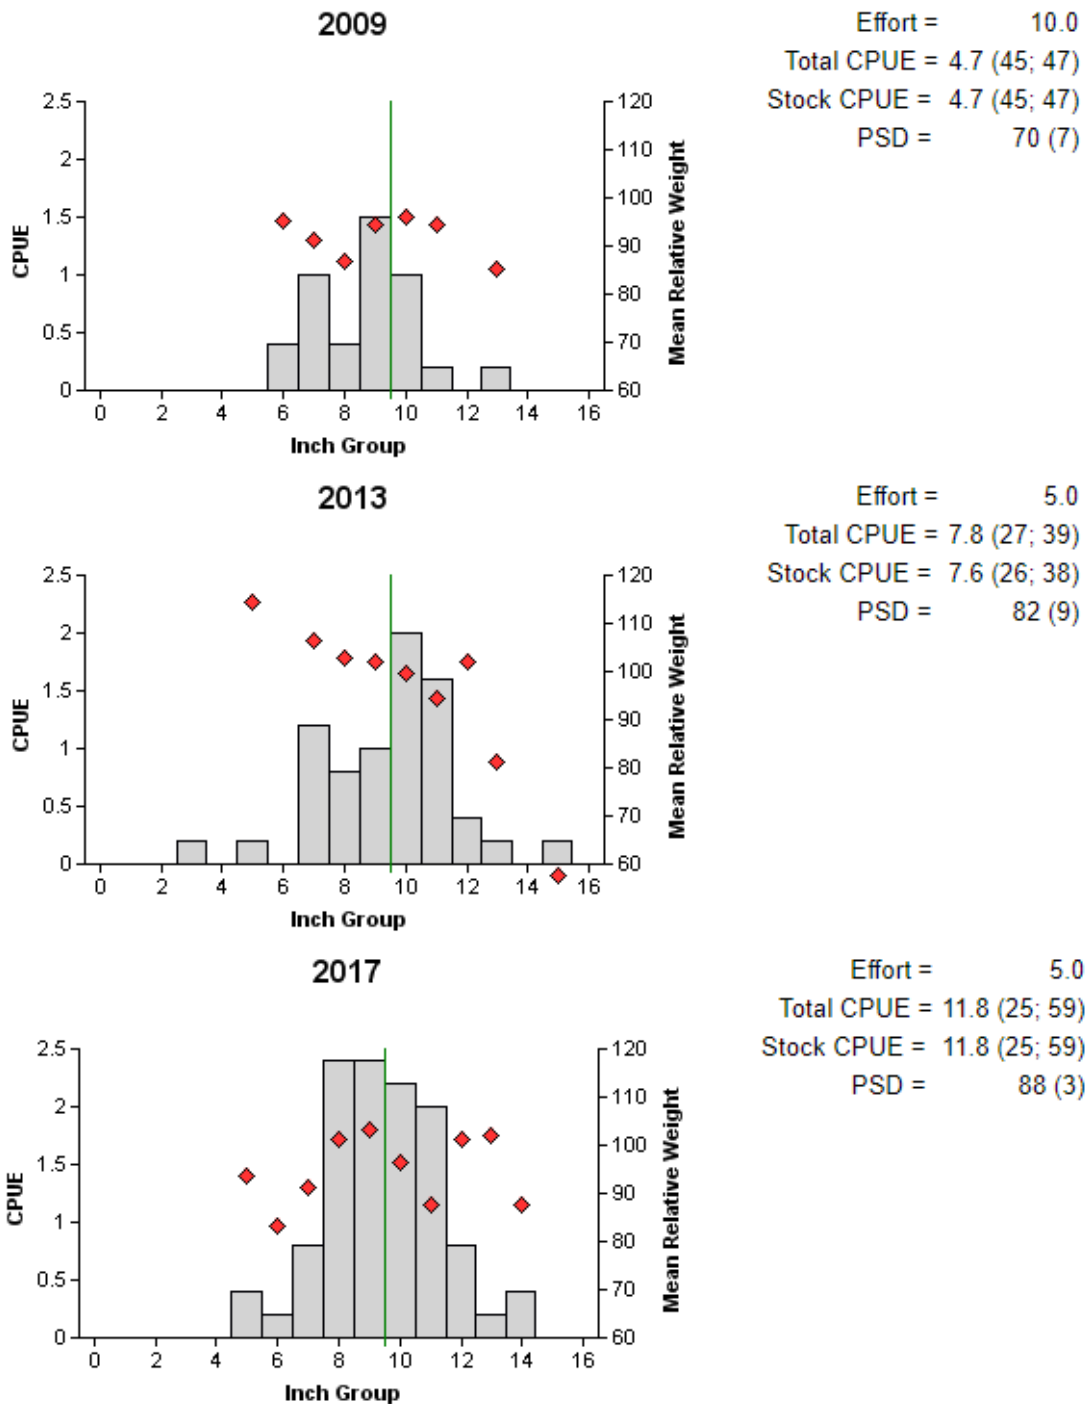 2009
Effort = 10.0
Total CPUE = 4.7 (45; 47)
Stock CPUE = 4.7 (45; 47)
PSD = 70 (7)
2.5
2
1.5
1
0.5
0
CPUE
120
110
100
90
80
70
60
Mean Relative Weight
0 2 4 6 8 10 12 14 16
Inch Group
2013
Effort = 5.0
Total CPUE = 7.8 (27; 39)
Stock CPUE = 7.6 (26; 38)
PSD = 82 (9)
2.5
2
1.5
1
0.5
0
CPUE
120
110
100
90
80
70
60
Mean Relative Weight
0 2 4 6 8 10 12 14 16
Inch Group
2017
Effort = 5.0
Total CPUE = 11.8 (25; 59)
Stock CPUE = 11.8 (25; 59)
PSD = 88 (3)
2.5
2
1.5
1
0.5
0
CPUE
120
110
100
90
80
70
60
Mean Relative Weight
0 2 4 6 8 10 12 14 16
Inch Group